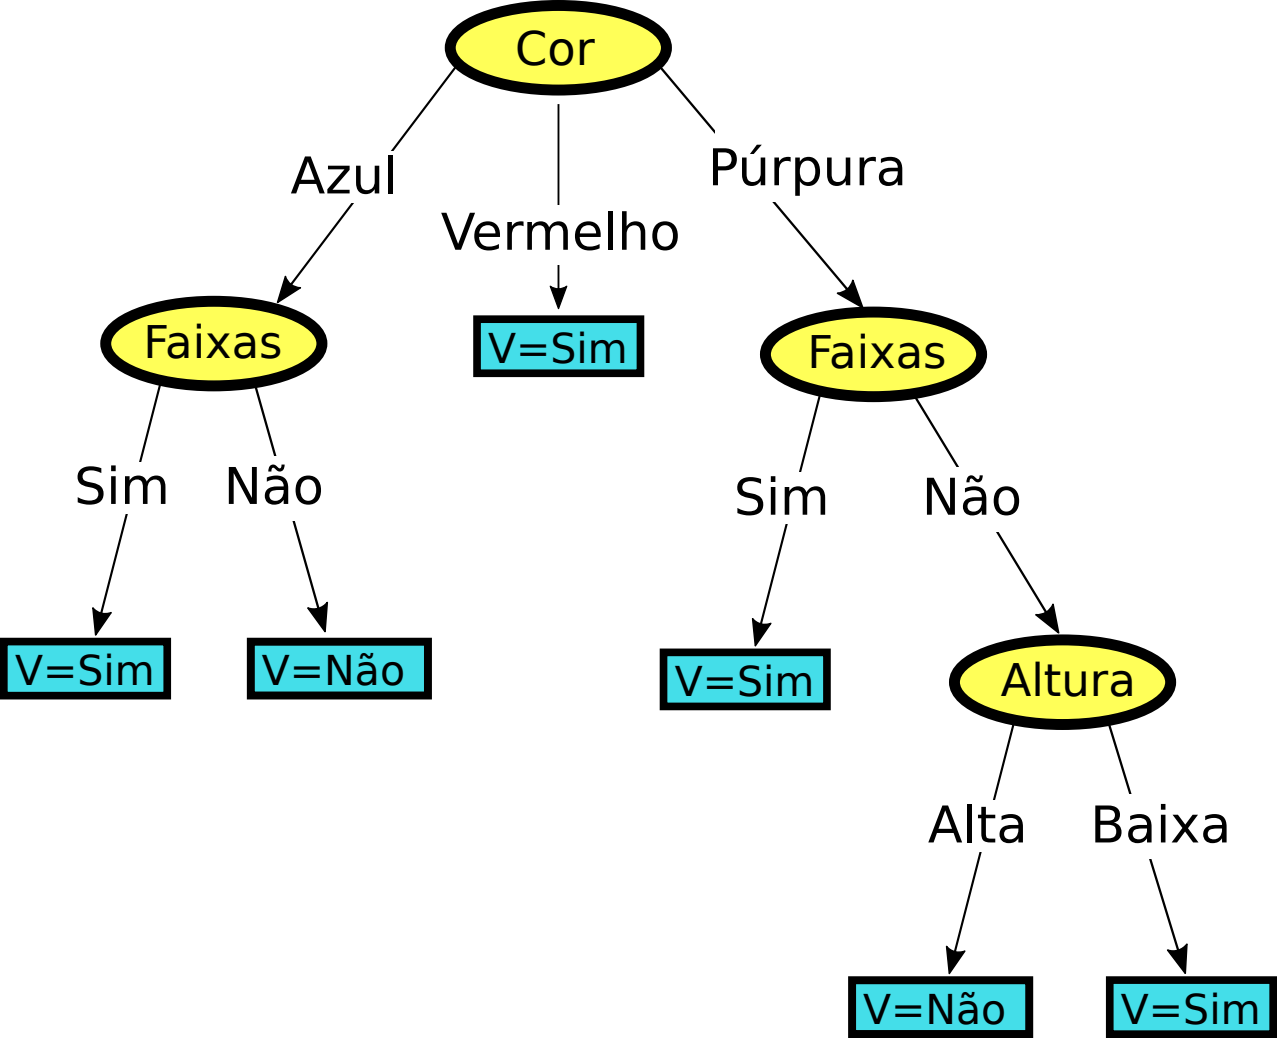 Cor
Azul
Vermelho
Púrpura
Faixas
V=Sim
Faixas
Sim
Não
Sim
Não
V=Sim
V=Não
V=Sim
Altura
Alta
Baixa
V=Não
V=Sim